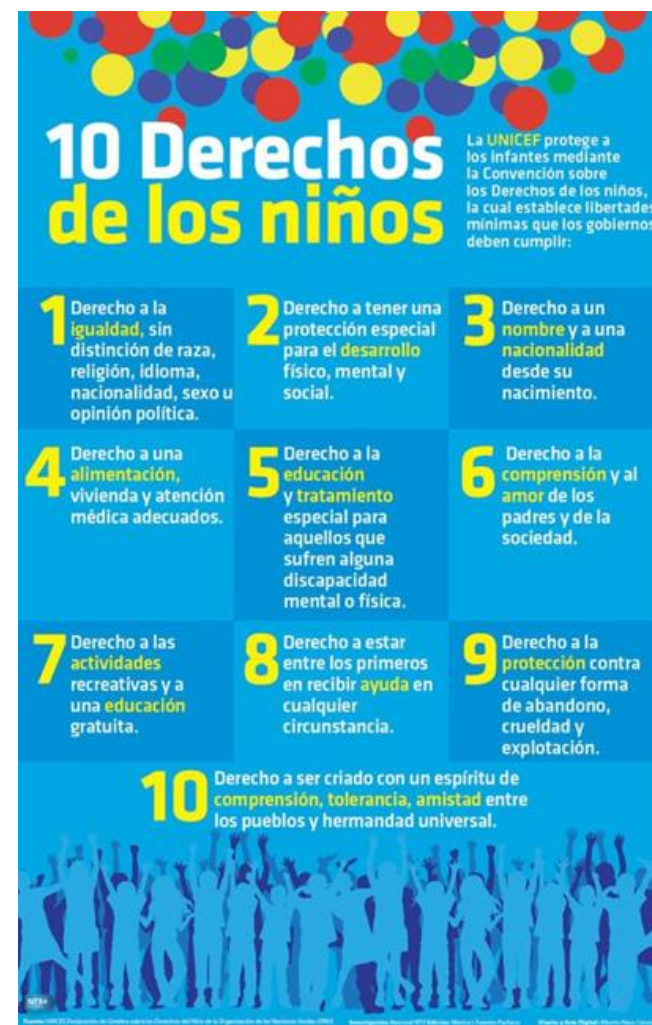 10 Derechos
de los niños
La UNICEF protege a
los infantes mediante
la Convención sobre
los Derechos de los niños,
la cual establece libertades
mínimas que los gobiernos
deben cumplir:
1
Derecho a la
igualdad, sin
distinción de raza,
religión, idioma,
nacionalidad, sexo u
opinión política.
2
Derecho a tener una
protección especial
para el desarrollo
físico, mental y
social.
3
Derecho a un
nombre y a una
nacionalidad
desde su
nacimiento.
4
Derecho a una
alimentación,
vivienda y atención
médica adecuados.
5
Derecho a la
educación
y tratamiento
especial para
aquellos que
sufren alguna
discapacidad
mental o física.
6
Derecho a la
comprensión y al
amor de los
padres y de la
sociedad.
7
Derecho a las
actividades
recreativas y a
una educación
gratuita.
8
Derecho a estar
entre los primeros
en recibir ayuda en
cualquier
circunstancia.
9
Derecho a la
protección contra
cualquier forma
de abandono,
crueldad y
explotación.
10
Derecho a ser criado con un espíritu de
comprensión, tolerancia, amistad entre
los pueblos y hermandad universal.